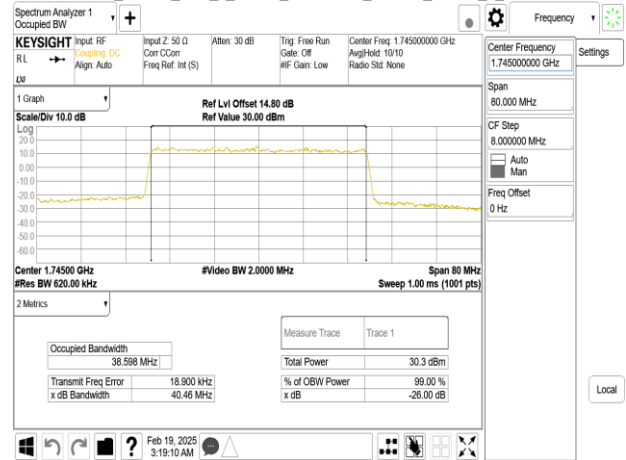 Spectrum Analyzer 1
Occupied BW
+
Frequency
KEYSIGHT Input: RF Input Z: 50 Ω Atten: 30 dB Trig: Free Run Center Freq: 1.745000000 GHz
RL Coupling: DC Corr CCorr Gate: Off Avg|Hold: 10/10
Align: Auto Freq Ref: Int (S) #IF Gain: Low Radio Std: None
LXI
Center Frequency
1.745000000 GHz
Settings
Span
80.000 MHz
CF Step
8.000000 MHz
Auto
Man
Freq Offset
0 Hz
1 Graph
Ref Lvl Offset 14.80 dB
Scale/Div 10.0 dB Ref Value 30.00 dBm
Log
20.0
10.0
0.00
-10.0
-20.0
-30.0
-40.0
-50.0
-60.0
Center 1.74500 GHz #Video BW 2.0000 MHz Span 80 MHz
#Res BW 620.00 kHz Sweep 1.00 ms (1001 pts)
2 Metrics
Measure Trace Trace 1
Occupied Bandwidth
38.598 MHz
Total Power 30.3 dBm
Transmit Freq Error 18.900 kHz % of OBW Power 99.00 %
x dB Bandwidth 40.46 MHz x dB -26.00 dB
Local
? Feb 19, 2025
3:19:10 AM